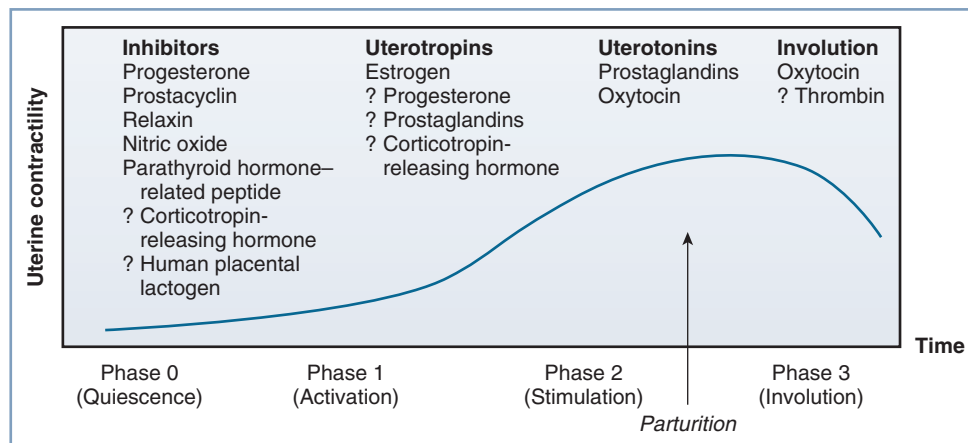 Uterine contractility
Inhibitors
Progesterone
Prostacyclin
Relaxin
Nitric oxide
Parathyroid hormone–
related peptide
? Corticotropin-
releasing hormone
? Human placental
lactogen
Uterotropins
Estrogen
? Progesterone
? Prostaglandins
? Corticotropin-
releasing hormone
Uterotonins
Prostaglandins
Oxytocin
Involution
Oxytocin
? Thrombin
Time
Phase 0
(Quiescence)
Phase 1
(Activation)
Phase 2
(Stimulation)
Parturition
Phase 3
(Involution)